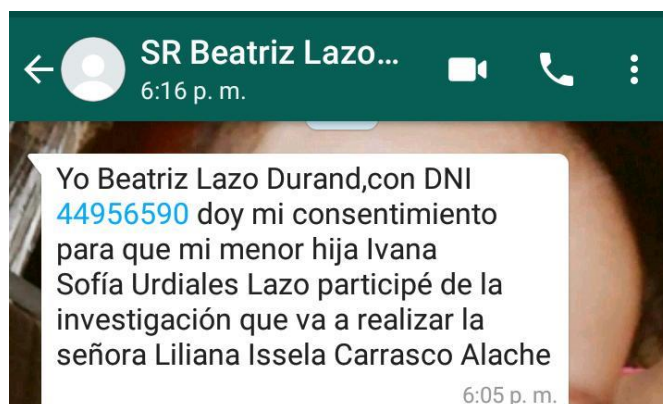 SR Beatriz Lazo...
6:16 p. m.
Yo Beatriz Lazo Durand,con DNI
44956590 doy mi consentimiento
para que mi menor hija Ivana
Sofía Urdiales Lazo participé de la
investigación que va a realizar la
señora Liliana Issela Carrasco Alache
6:05 p. m.